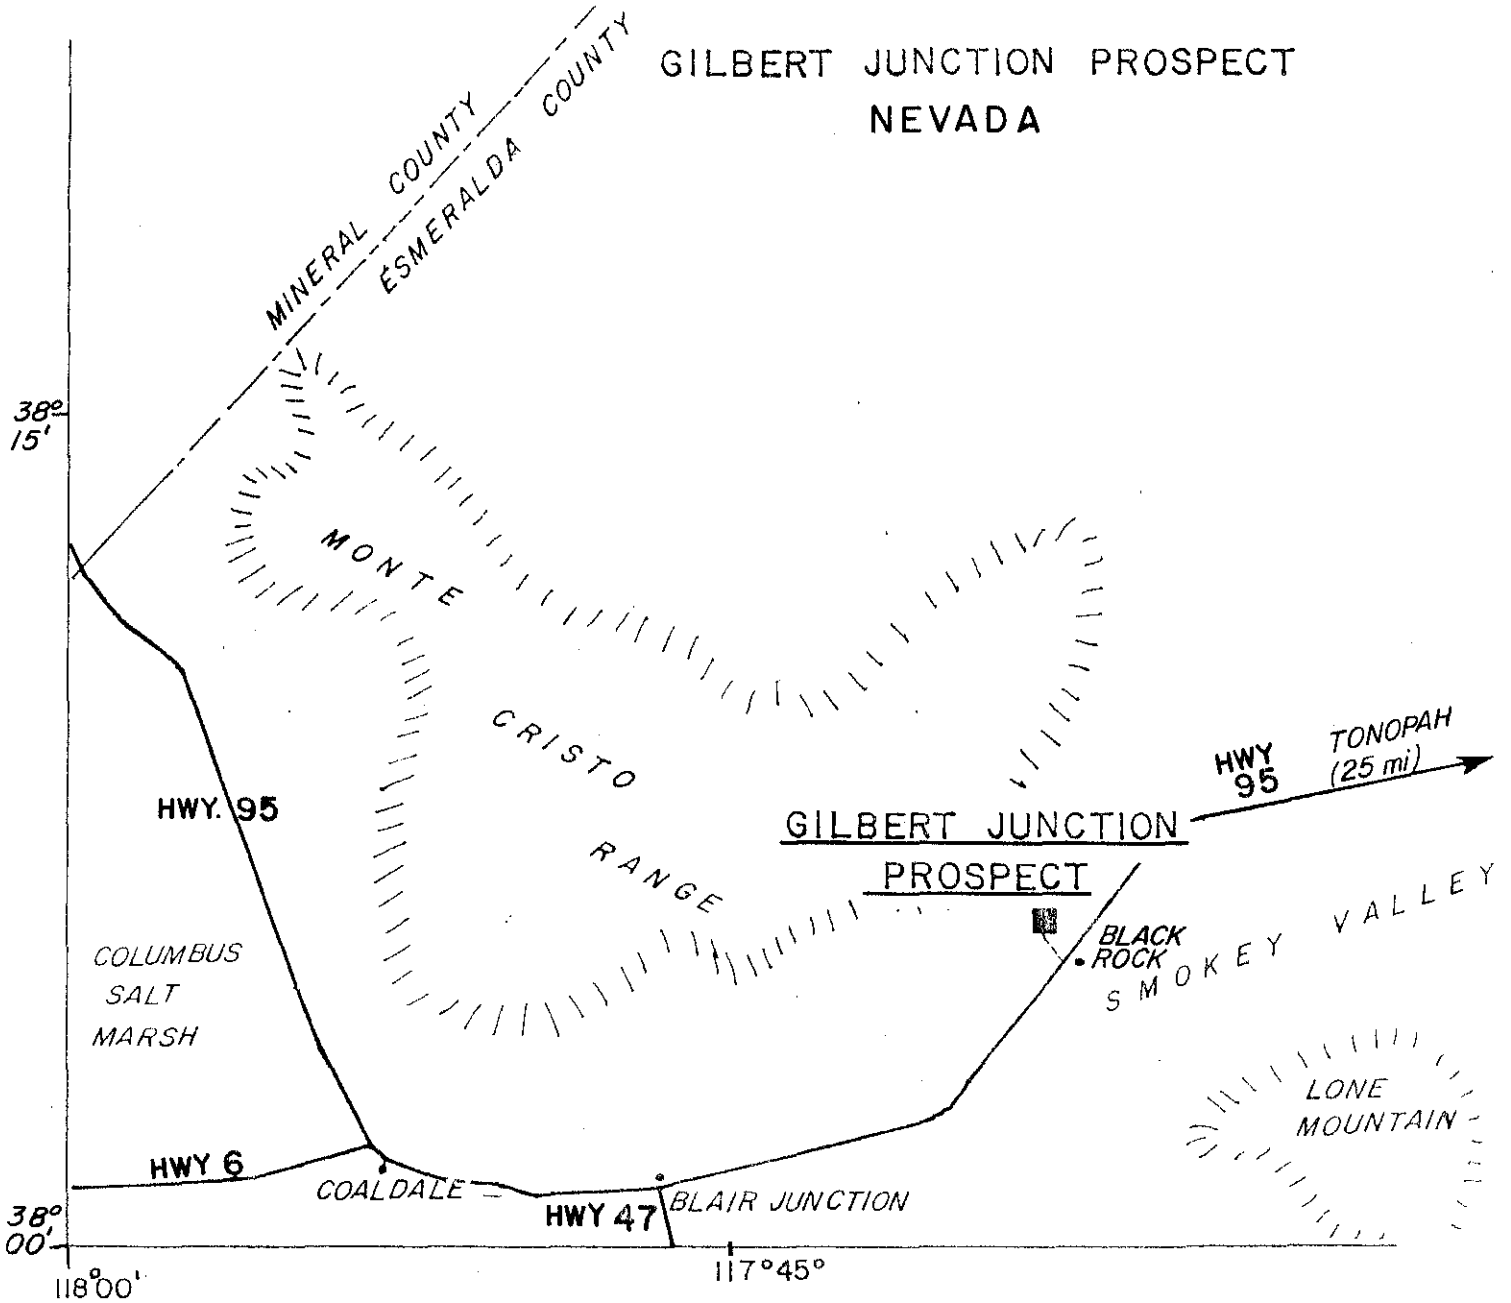 GILBERT JUNCTION PROSPECT
NEVADA
MINERAL COUNTY
ESMERALDA COUNTY
38°
15'
MONTE
CRISTO
RANGE
HWY. 95
HWY
95
TONOPAH
(25 mi)
GILBERT JUNCTION
PROSPECT
BLACK
ROCK
SMOKEY VALLEY
COLUMBUS
SALT
MARSH
LONE
MOUNTAIN
HWY 6
COALDALE
HWY 47
BLAIR JUNCTION
38°
00'
118°00'
117°45°